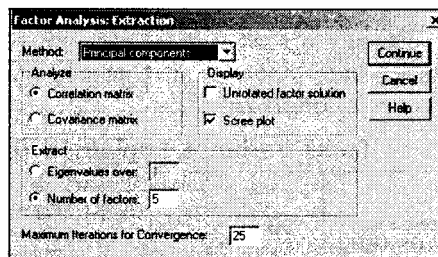 Factor Analysis: Extraction
Method: Principal components
Continue
Analyze
Display
Correlation matrix
Unrotated factor solution
Cancel
Covariance matrix
Scree plot
Help
Extract
Eigenvalues over:
Number of factors: 5
Maximum Iterations for Convergence: 25